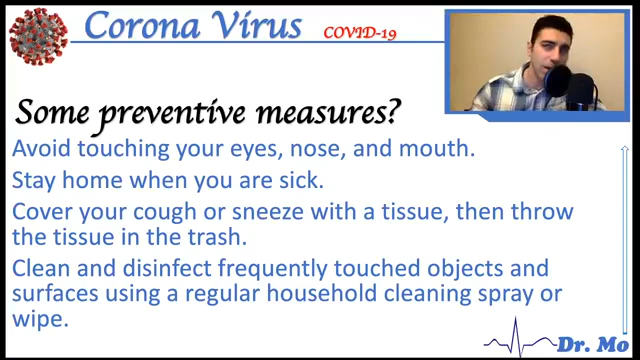 Corona Virus COVID-19
Some preventive measures?
Avoid touching your eyes, nose, and mouth.
Stay home when you are sick.
Cover your cough or sneeze with a tissue, then throw
the tissue in the trash.
Clean and disinfect frequently touched objects and
surfaces using a regular household cleaning spray or
wipe.
Dr. Mo